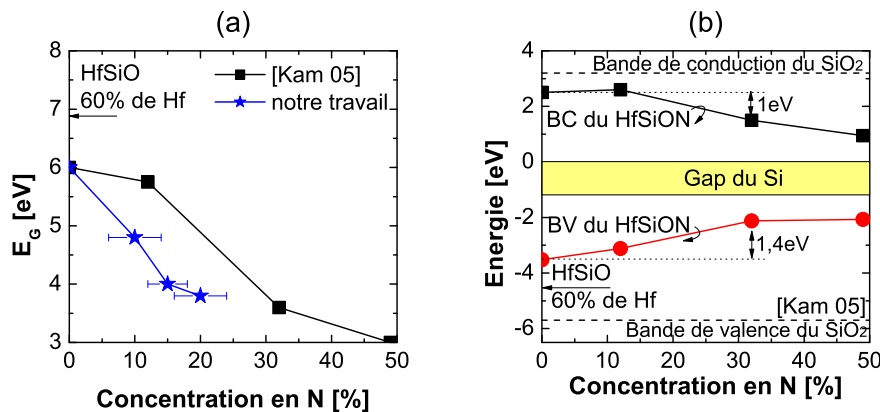 (a)
8
7
6
5
4
3
0
10
20
30
40
50
E_G [eV]
Concentration en N [%]
HfSiO
60% de Hf
[Kam 05]
notre travail
(b)
4
2
0
-2
-4
-6
0
10
20
30
40
50
Energie [eV]
Concentration en N [%]
Bande de conduction du SiO₂
1eV
BC du HfSiON
Gap du Si
BV du HfSiON
1,4eV
HfSiO
60% de Hf
[Kam 05]
Bande de valence du SiO₂